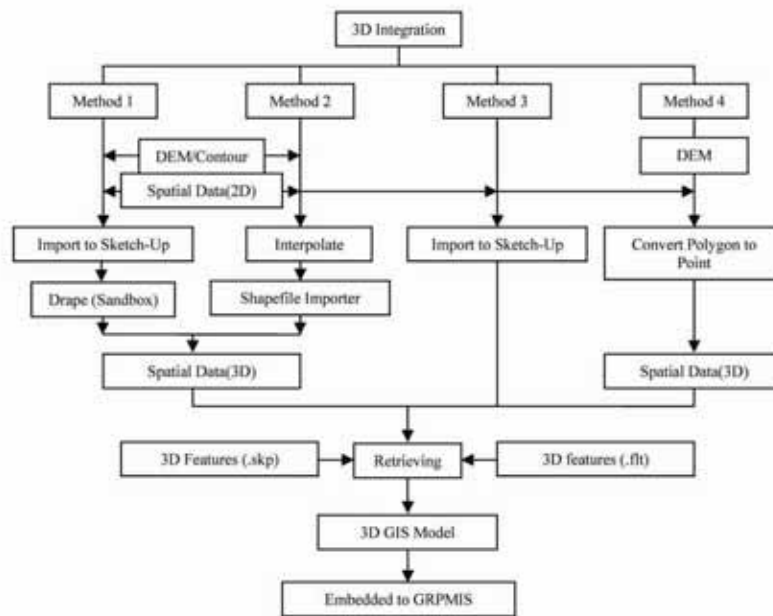 3D Integration
Method 1
Method 2
Method 3
Method 4
DEM/Contour
DEM
Spatial Data(2D)
Import to Sketch-Up
Interpolate
Import to Sketch-Up
Convert Polygon to
Point
Drape (Sandbox)
Shapefile Importer
Spatial Data(3D)
Spatial Data(3D)
3D Features (.skp)
Retrieving
3D features (.flt)
3D GIS Model
Embedded to GRPMIS